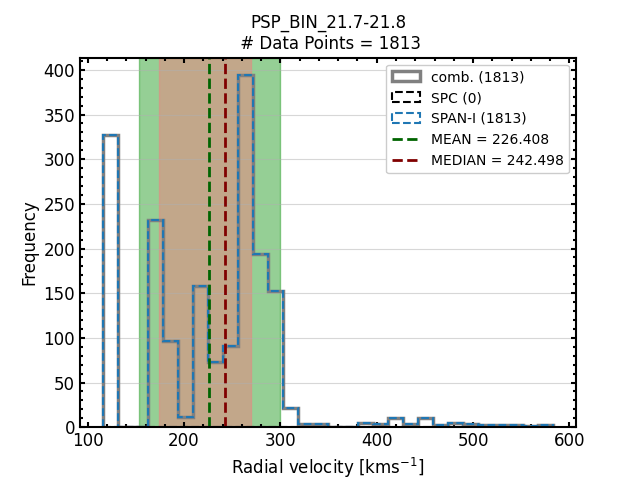 PSP_BIN_21.7-21.8
# Data Points = 1813
comb. (1813)
SPC (0)
SPAN-I (1813)
MEAN = 226.408
MEDIAN = 242.498
Frequency
400
350
300
250
200
150
100
50
0
100 200 300 400 500 600
Radial velocity [kms⁻¹]